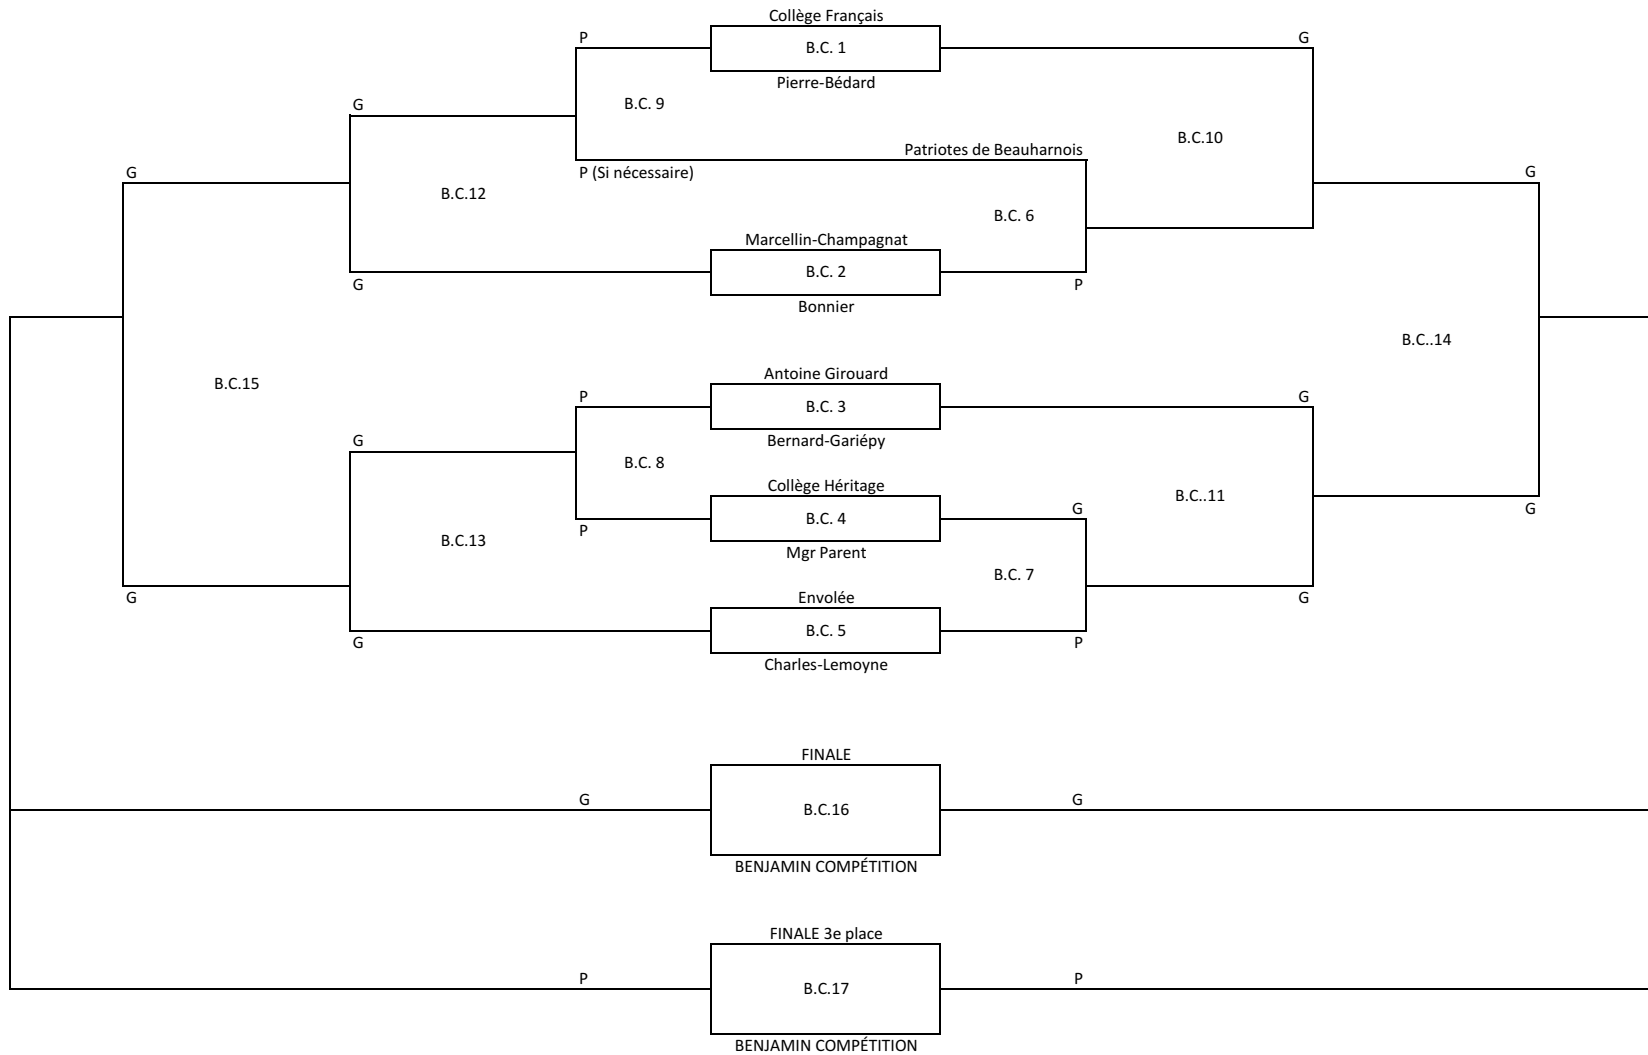 Collège Français
P
B.C. 1
G
Pierre-Bédard
B.C. 9
G
B.C.10
Patriotes de Beauharnois
P (Si nécessaire)
G
G
B.C.12
B.C. 6
Marcellin-Champagnat
B.C. 2
G
P
Bonnier
B.C..14
Antoine Girouard
B.C.15
P
B.C. 3
G
Bernard-Gariépy
G
B.C. 8
Collège Héritage
B.C..11
G
G
B.C. 4
P
B.C.13
Mgr Parent
B.C. 7
Envolée
G
G
B.C. 5
G
P
Charles-Lemoyne
FINALE
G
G
B.C.16
BENJAMIN COMPÉTITION
FINALE 3e place
P
P
B.C.17
BENJAMIN COMPÉTITION